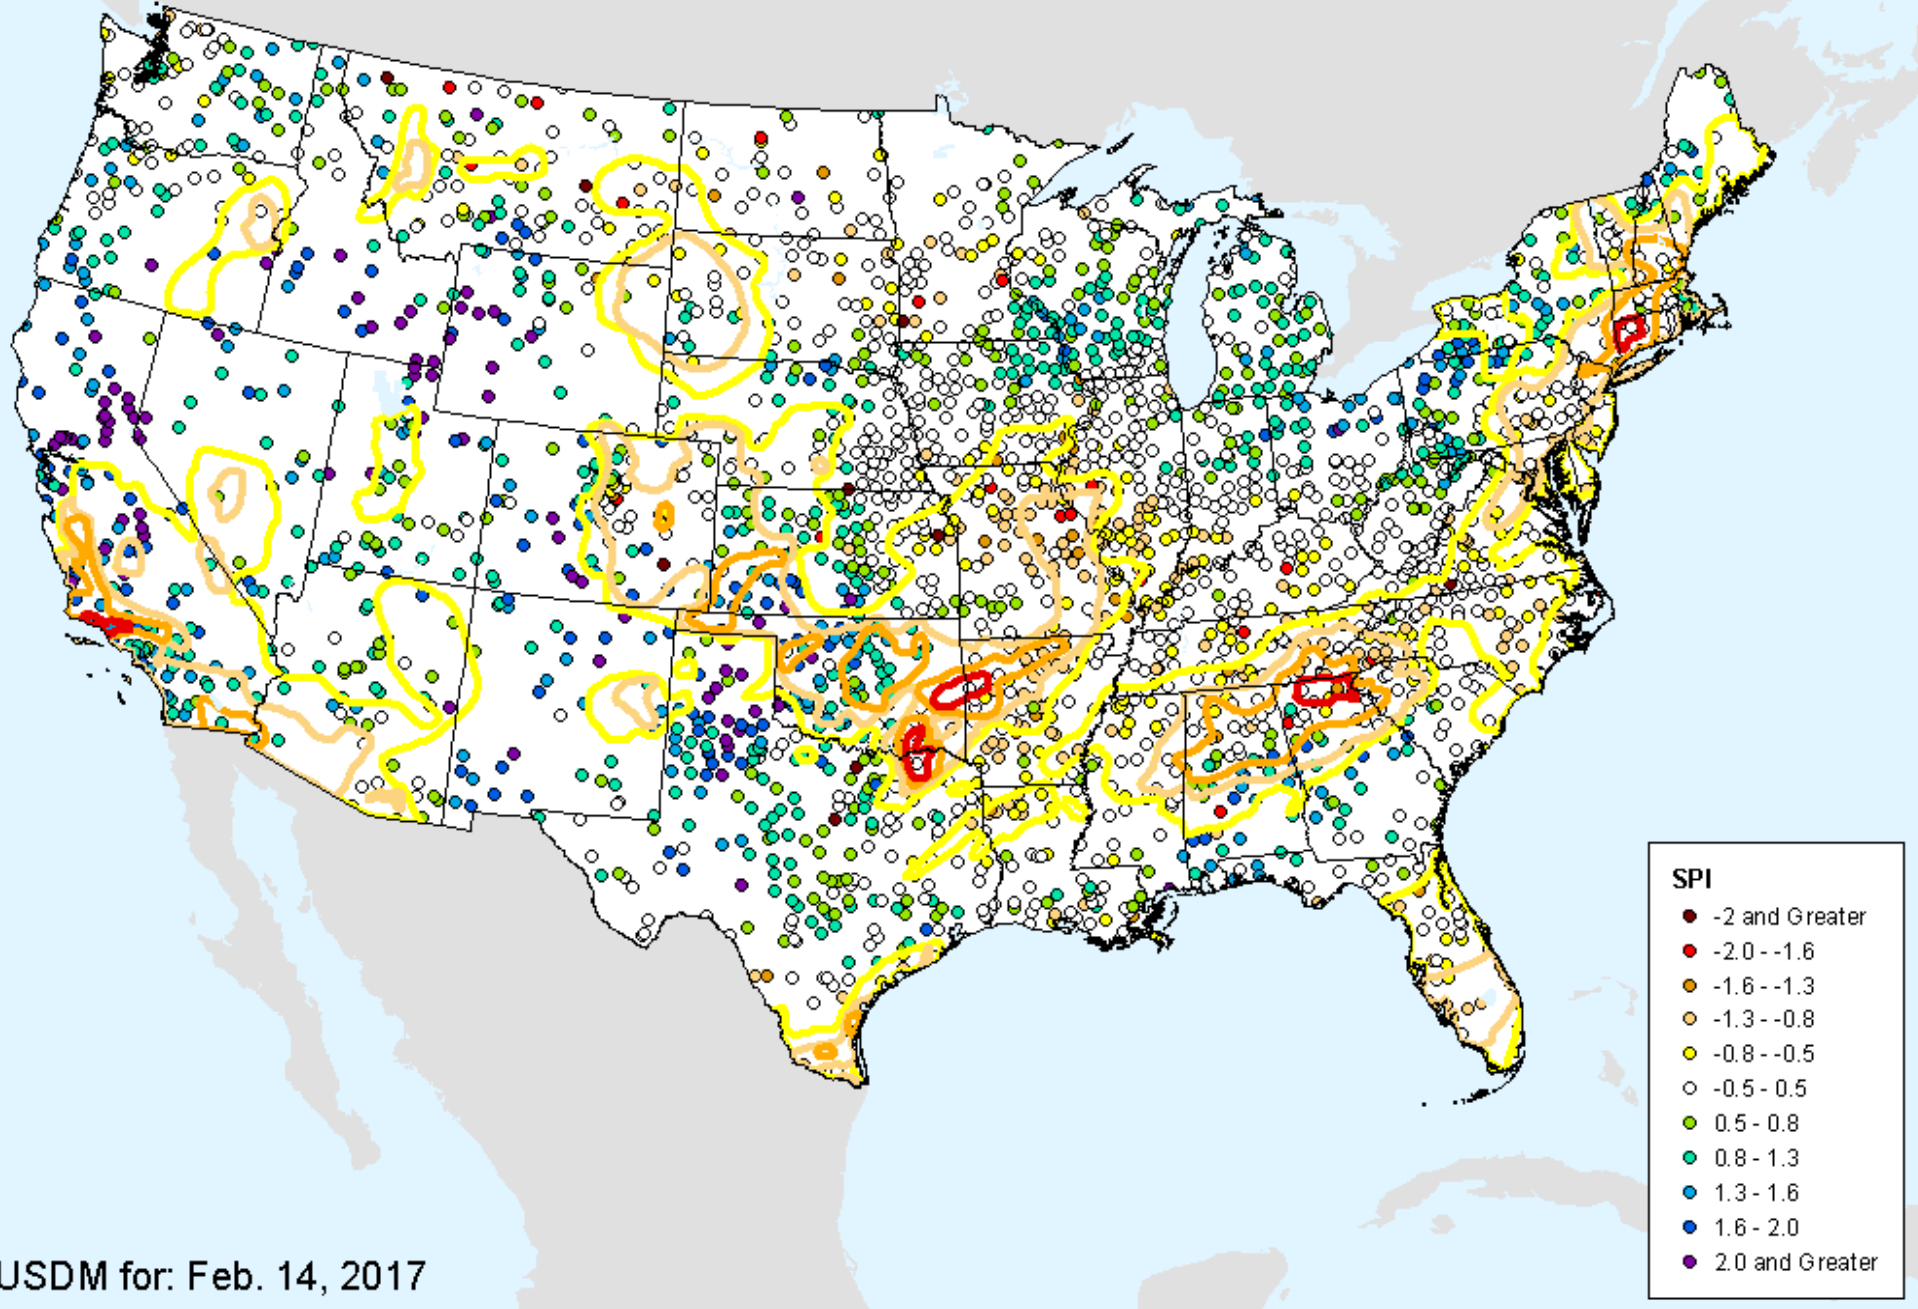 SPI
-2 and Greater
-2.0 - -1.6
-1.6 - -1.3
-1.3 - -0.8
-0.8 - -0.5
-0.5 - 0.5
0.5 - 0.8
0.8 - 1.3
1.3 - 1.6
1.6 - 2.0
2.0 and Greater
USDM for: Feb. 14, 2017